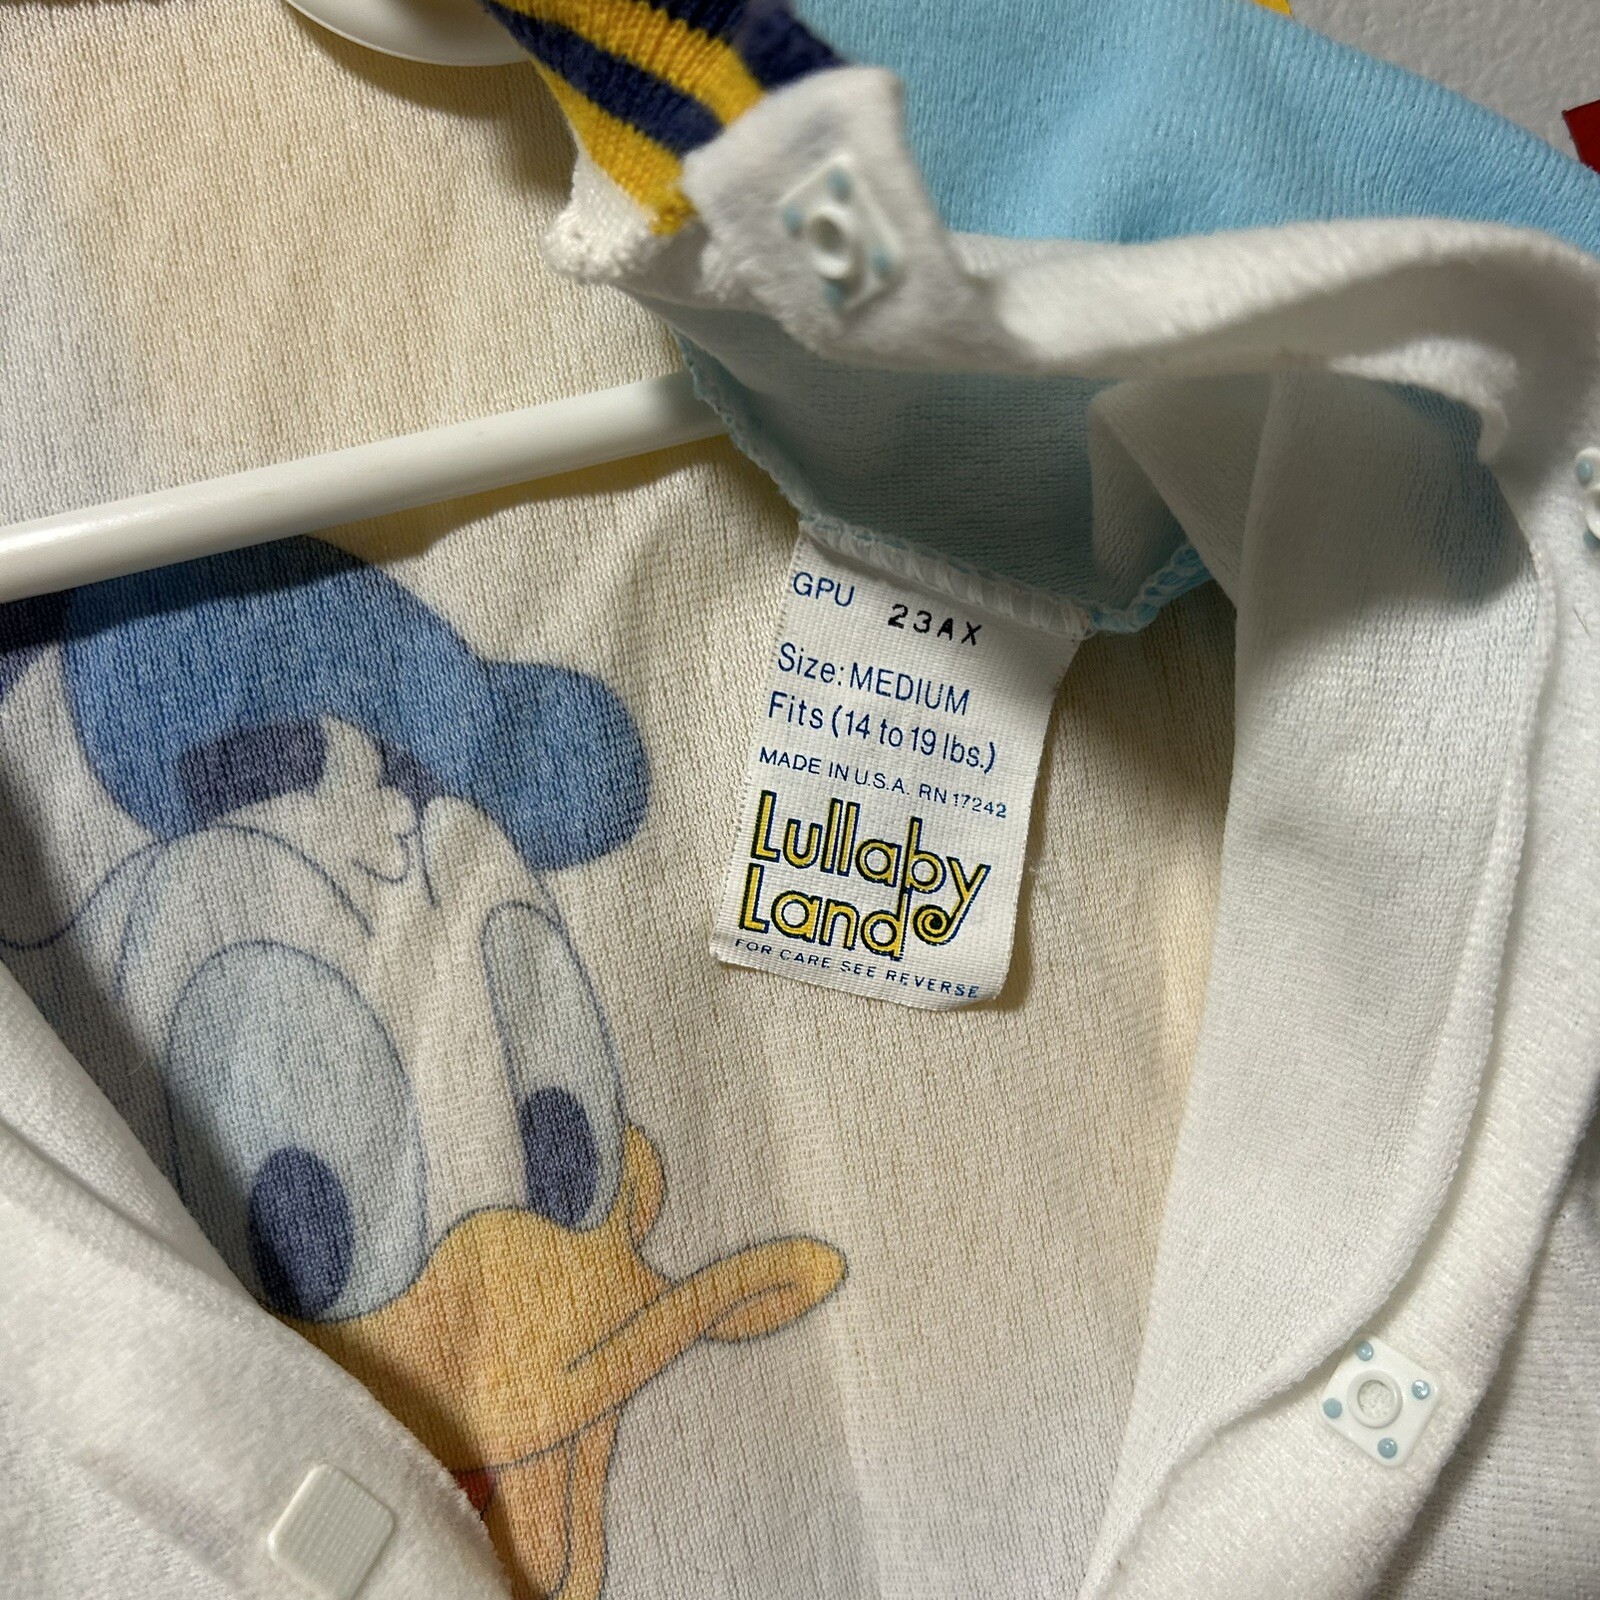 GPU 23AX
Size: MEDIUM
Fits (14 to 19 lbs.)
MADE IN U.S.A. RN 17242
Lullaby
Land
FOR CARE SEE REVERSE